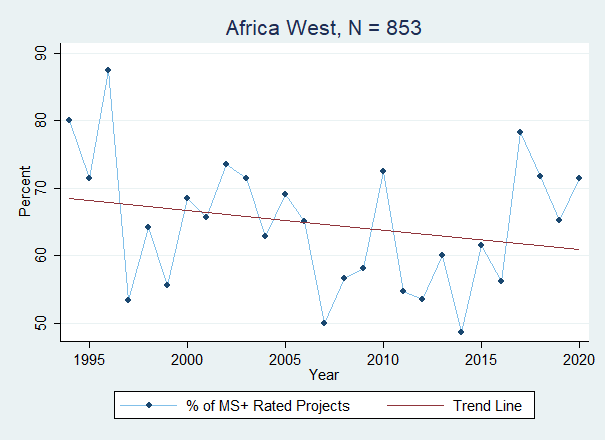 Africa West, N = 853
Percent
90
80
70
60
50
1995 2000 2005 2010 2015 2020
Year
% of MS+ Rated Projects Trend Line